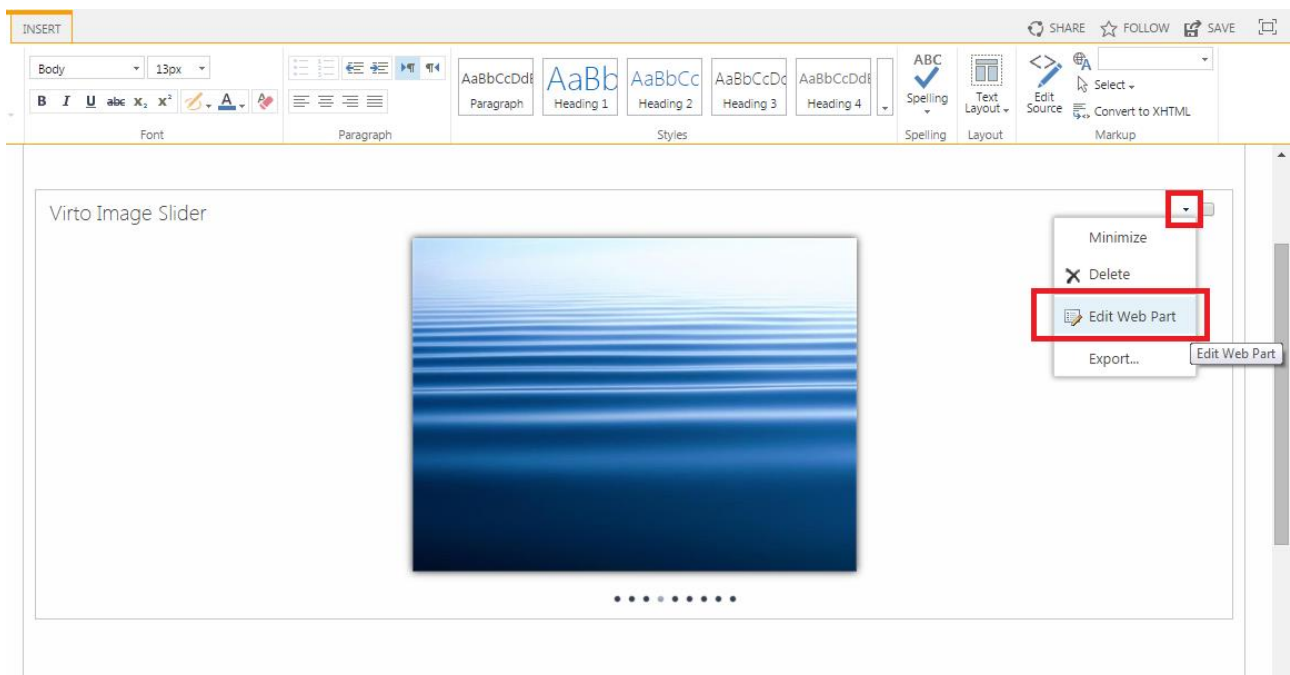 INSERT
SHARE FOLLOW SAVE
Body 13px
B I U abc X₂ X² A
Font
Paragraph
AaBbCcDdE AaBb AaBbCc AaBbCcDc AaBbCcDdE
Paragraph Heading 1 Heading 2 Heading 3 Heading 4
Styles
ABC
Spelling
Spelling
Text
Layout
Layout
Edit
Source
Select
Convert to XHTML
Markup
Virto Image Slider
Minimize
Delete
Edit Web Part
Edit Web Part
Export...